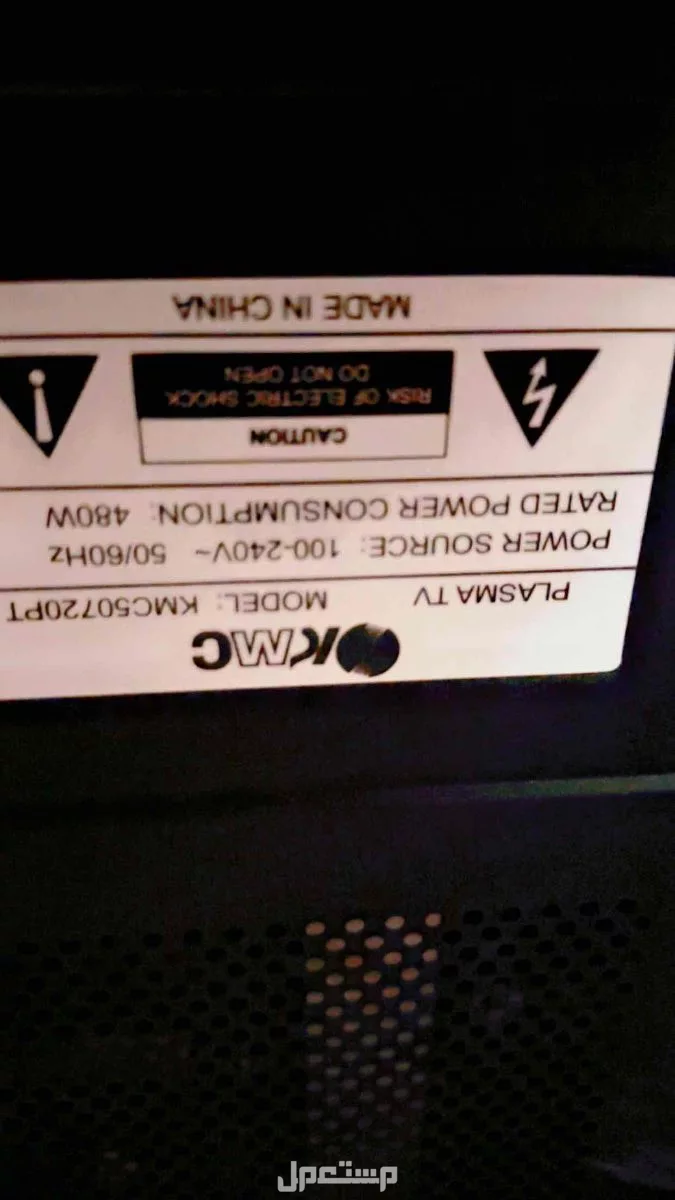 KMC
PLASMA TV MODEL: KMC50720PT
POWER SOURCE: 100-240V~ 50/60Hz
RATED POWER CONSUMPTION: 480W
CAUTION
RISK OF ELECTRIC SHOCK
DO NOT OPEN
MADE IN CHINA
مستعمل